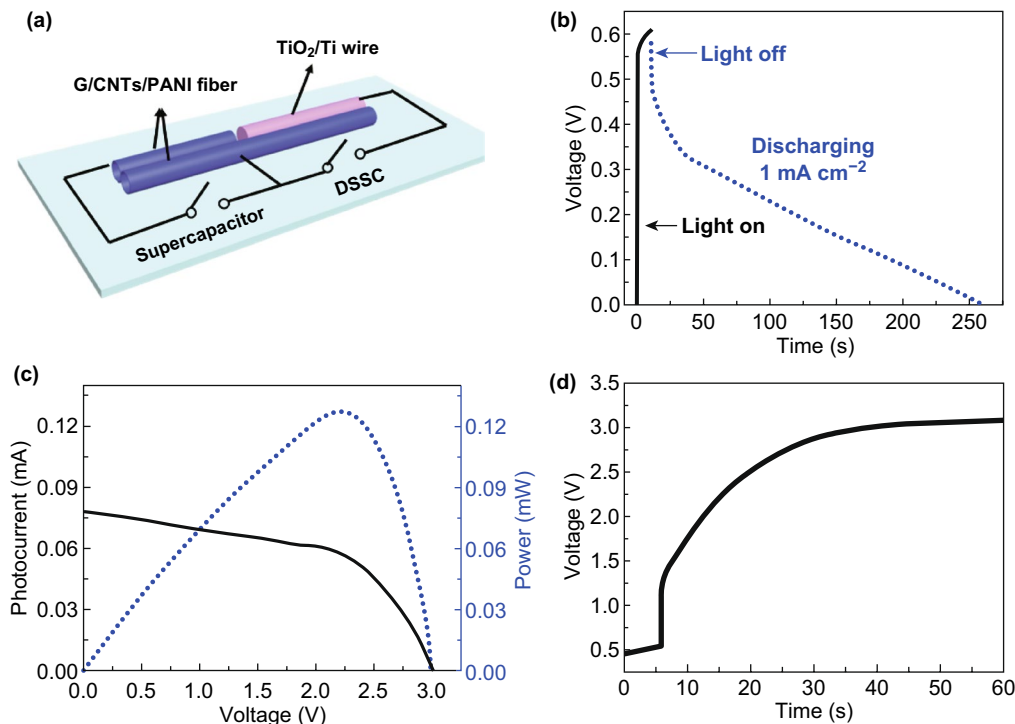 (a)
TiO₂/Ti wire
G/CNTs/PANI fiber
DSSC
Supercapacitor
(b)
0.6
0.5
0.4
0.3
0.2
0.1
0.0
Voltage (V)
Light off
Discharging
1 mA cm⁻²
Light on
0 50 100 150 200 250
Time (s)
(c)
0.12
0.09
0.06
0.03
0.00
Photocurrent (mA)
0.12
0.09
0.06
0.03
0.00
Power (mW)
0.0 0.5 1.0 1.5 2.0 2.5 3.0
Voltage (V)
(d)
3.5
3.0
2.5
2.0
1.5
1.0
0.5
Voltage (V)
0 10 20 30 40 50 60
Time (s)